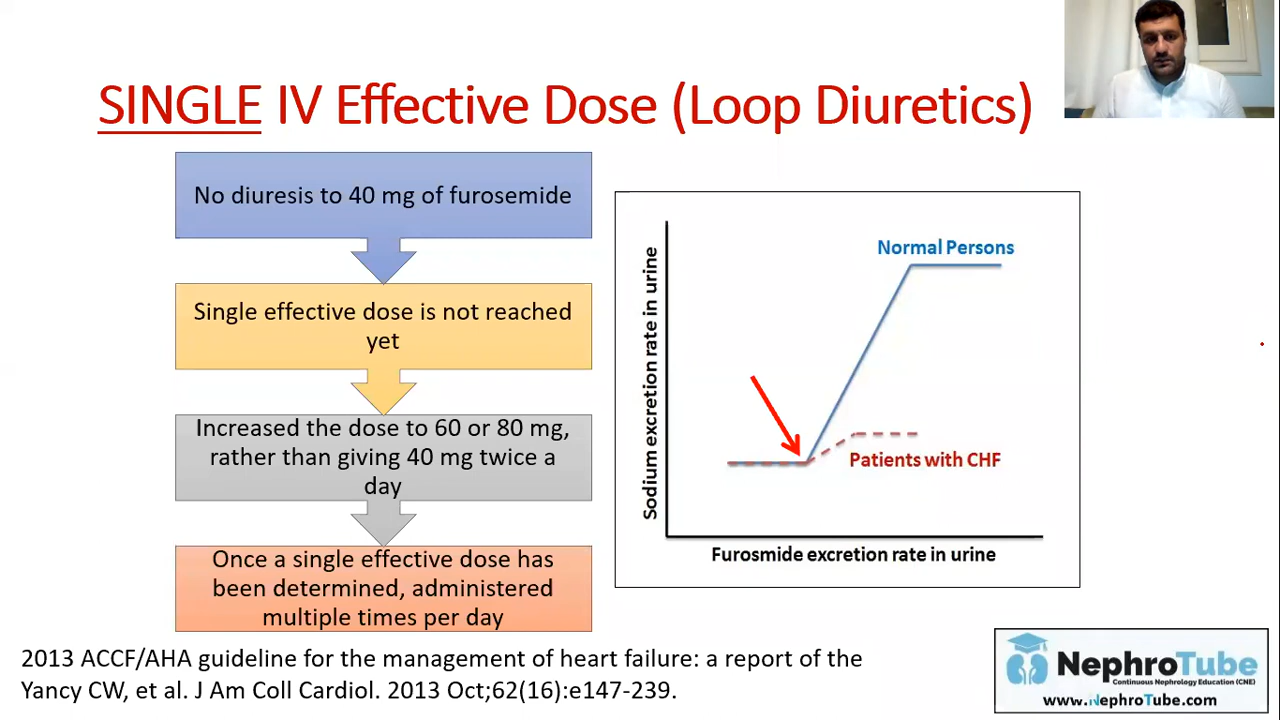 SINGLE IV Effective Dose (Loop Diuretics)
No diuresis to 40 mg of furosemide
Single effective dose is not reached
yet
Increased the dose to 60 or 80 mg,
rather than giving 40 mg twice a
day
Once a single effective dose has
been determined, administered
multiple times per day
Sodium excretion rate in urine
Normal Persons
Patients with CHF
Furosmide excretion rate in urine
2013 ACCF/AHA guideline for the management of heart failure: a report of the
Yancy CW, et al. J Am Coll Cardiol. 2013 Oct;62(16):e147-239.
NephroTube
Continuous Nephrology Education (CNE)
www.NephroTube.com